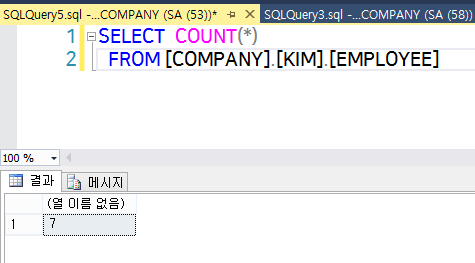 SQLQuery5.sql -...COMPANY (SA (53))* SQLQuery3.sql -...COMPANY (SA (58))
1 SELECT COUNT(*)
2 FROM [COMPANY].[KIM].[EMPLOYEE]
100 %
결과 메시지
(열 이름 없음)
1 7